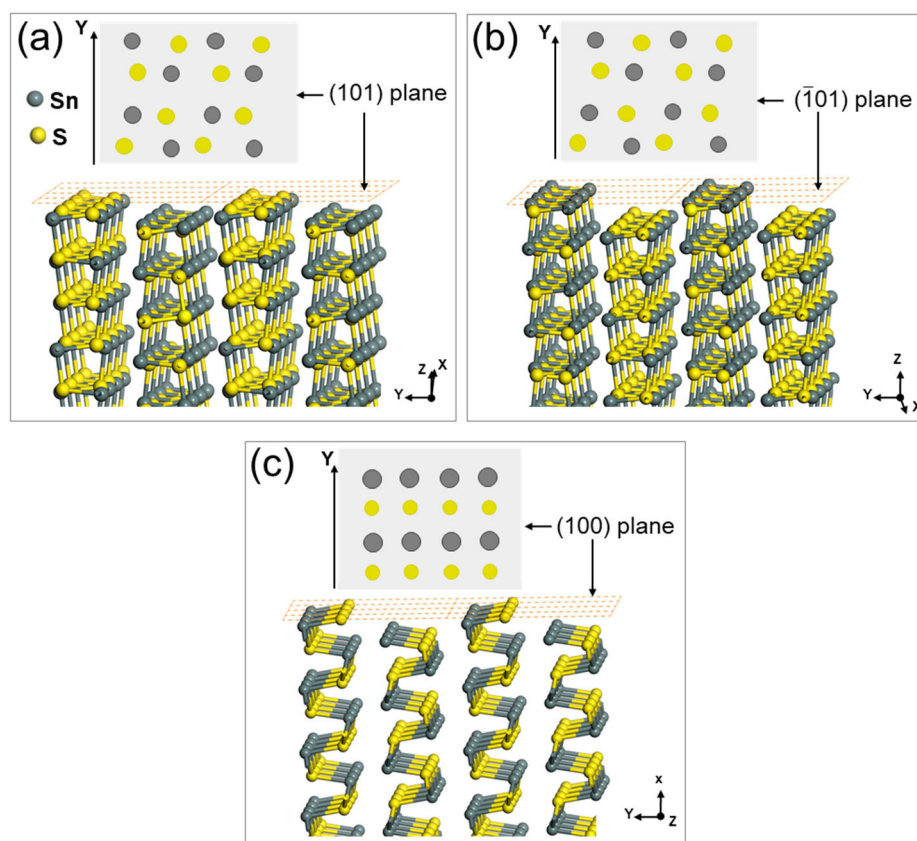 (a)
Y
Sn
S
(101) plane
Z
X
Y
(b)
Y
(1̅01) plane
Z
Y
X
(c)
Y
(100) plane
x
Y
Z